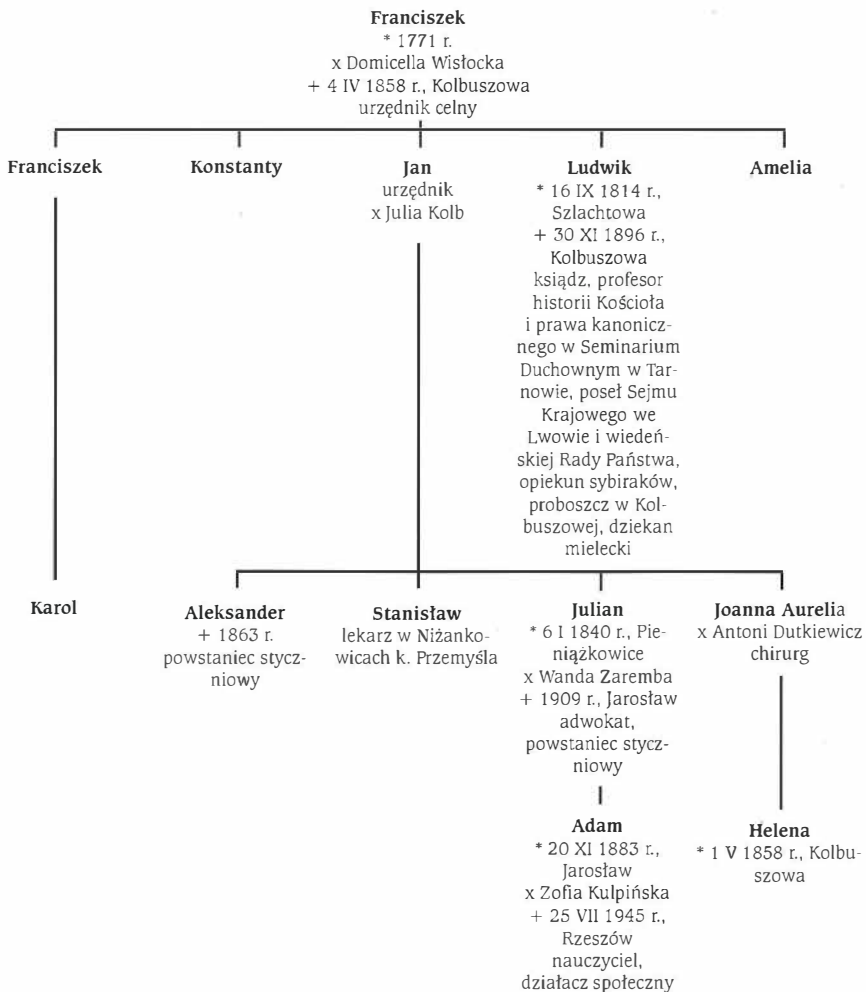 Franciszek
* 1771 r.
x Domicella Wisłocka
+ 4 IV 1858 r., Kolbuszowa
urzędnik celny
Franciszek
Konstanty
Jan
urzędnik
x Julia Kolb
Ludwik
* 16 IX 1814 r.,
Szlachtowa
+ 30 XI 1896 r.,
Kolbuszowa
ksiądz, profesor
historii Kościoła
i prawa kanonicz-
nego w Seminarium
Duchownym w Tar-
nowie, poseł Sejmu
Krajowego we
Lwowie i wiedeń-
skiej Rady Państwa,
opiekun sybiraków,
proboszcz w Kol-
buszowej, dziekan
mielecki
Amelia
Karol
Aleksander
+ 1863 r.
powstaniec stycz-
niowy
Stanisław
lekarz w Niżanko-
wicach k. Przemyśla
Julian
* 6 I 1840 r., Pie-
niążkowice
x Wanda Zaremba
+ 1909 r., Jarosław
adwokat,
powstaniec stycz-
niowy
Joanna Aurelia
x Antoni Dutkiewicz
chirurg
Adam
* 20 XI 1883 r.,
Jarosław
x Zofia Kulpińska
+ 25 VII 1945 r.,
Rzeszów
nauczyciel,
działacz społeczny
Helena
* 1 V 1858 r., Kolbu-
szowa